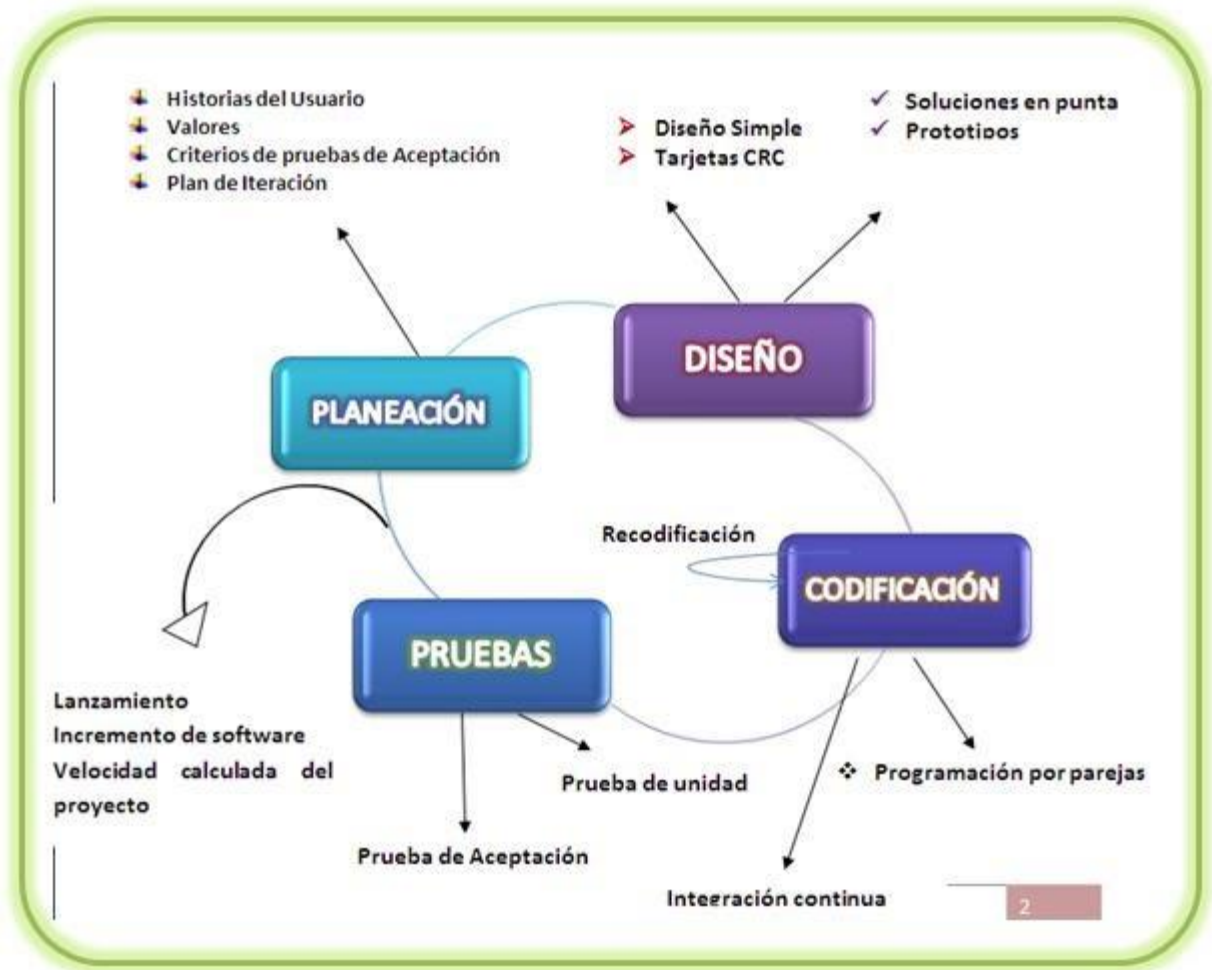 Historias del Usuario
Valores
Criterios de pruebas de Aceptación
Plan de Iteración
Diseño Simple
Tarjetas CRC
Soluciones en punta
Prototipos
DISEÑO
PLANEACIÓN
Recodificación
CODIFICACIÓN
PRUEBAS
Lanzamiento
Incremento de software
Velocidad calculada del
proyecto
Prueba de unidad
Programación por parejas
Prueba de Aceptación
Integración continua
2